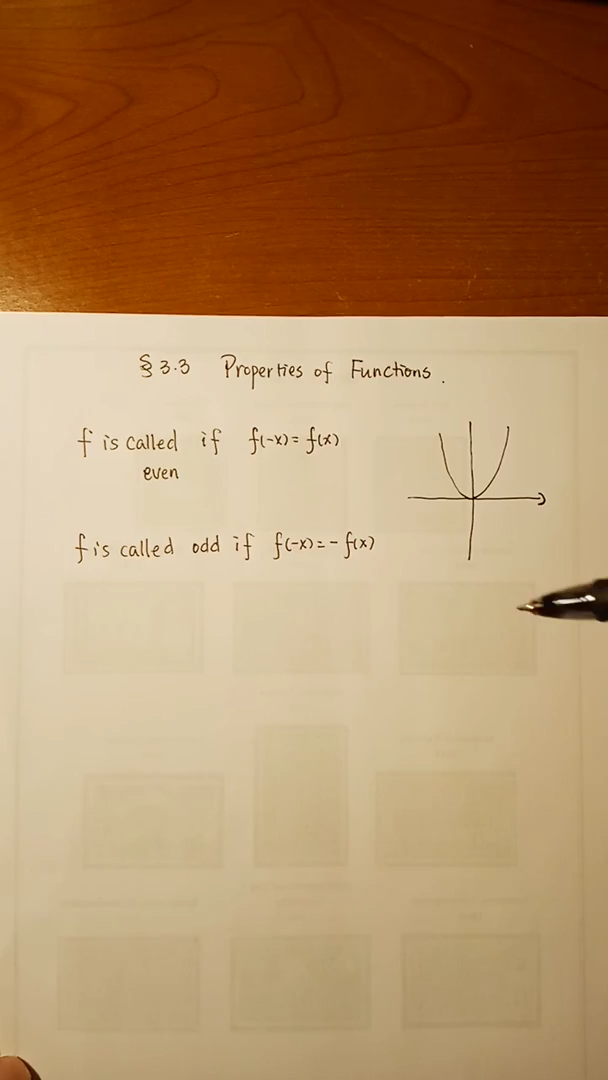 § 3.3 Properties of Functions.
f is called if f(-x) = f(x)
even
f is called odd if f(-x) = - f(x)